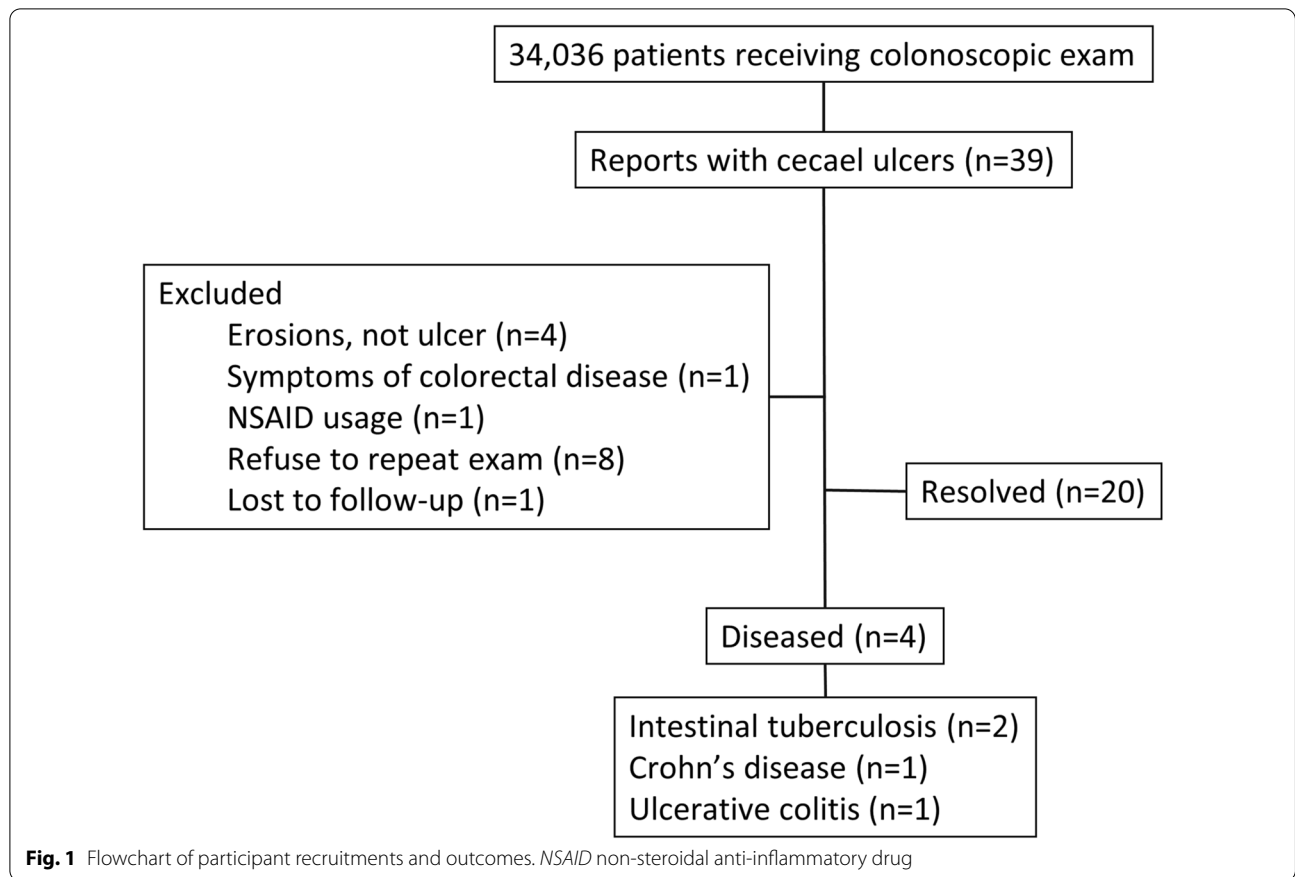 34,036 patients receiving colonoscopic exam
Reports with cecael ulcers (n=39)
Excluded
Erosions, not ulcer (n=4)
Symptoms of colorectal disease (n=1)
NSAID usage (n=1)
Refuse to repeat exam (n=8)
Lost to follow-up (n=1)
Resolved (n=20)
Diseased (n=4)
Intestinal tuberculosis (n=2)
Crohn’s disease (n=1)
Ulcerative colitis (n=1)
Fig. 1 Flowchart of participant recruitments and outcomes. NSAID non-steroidal anti-inflammatory drug